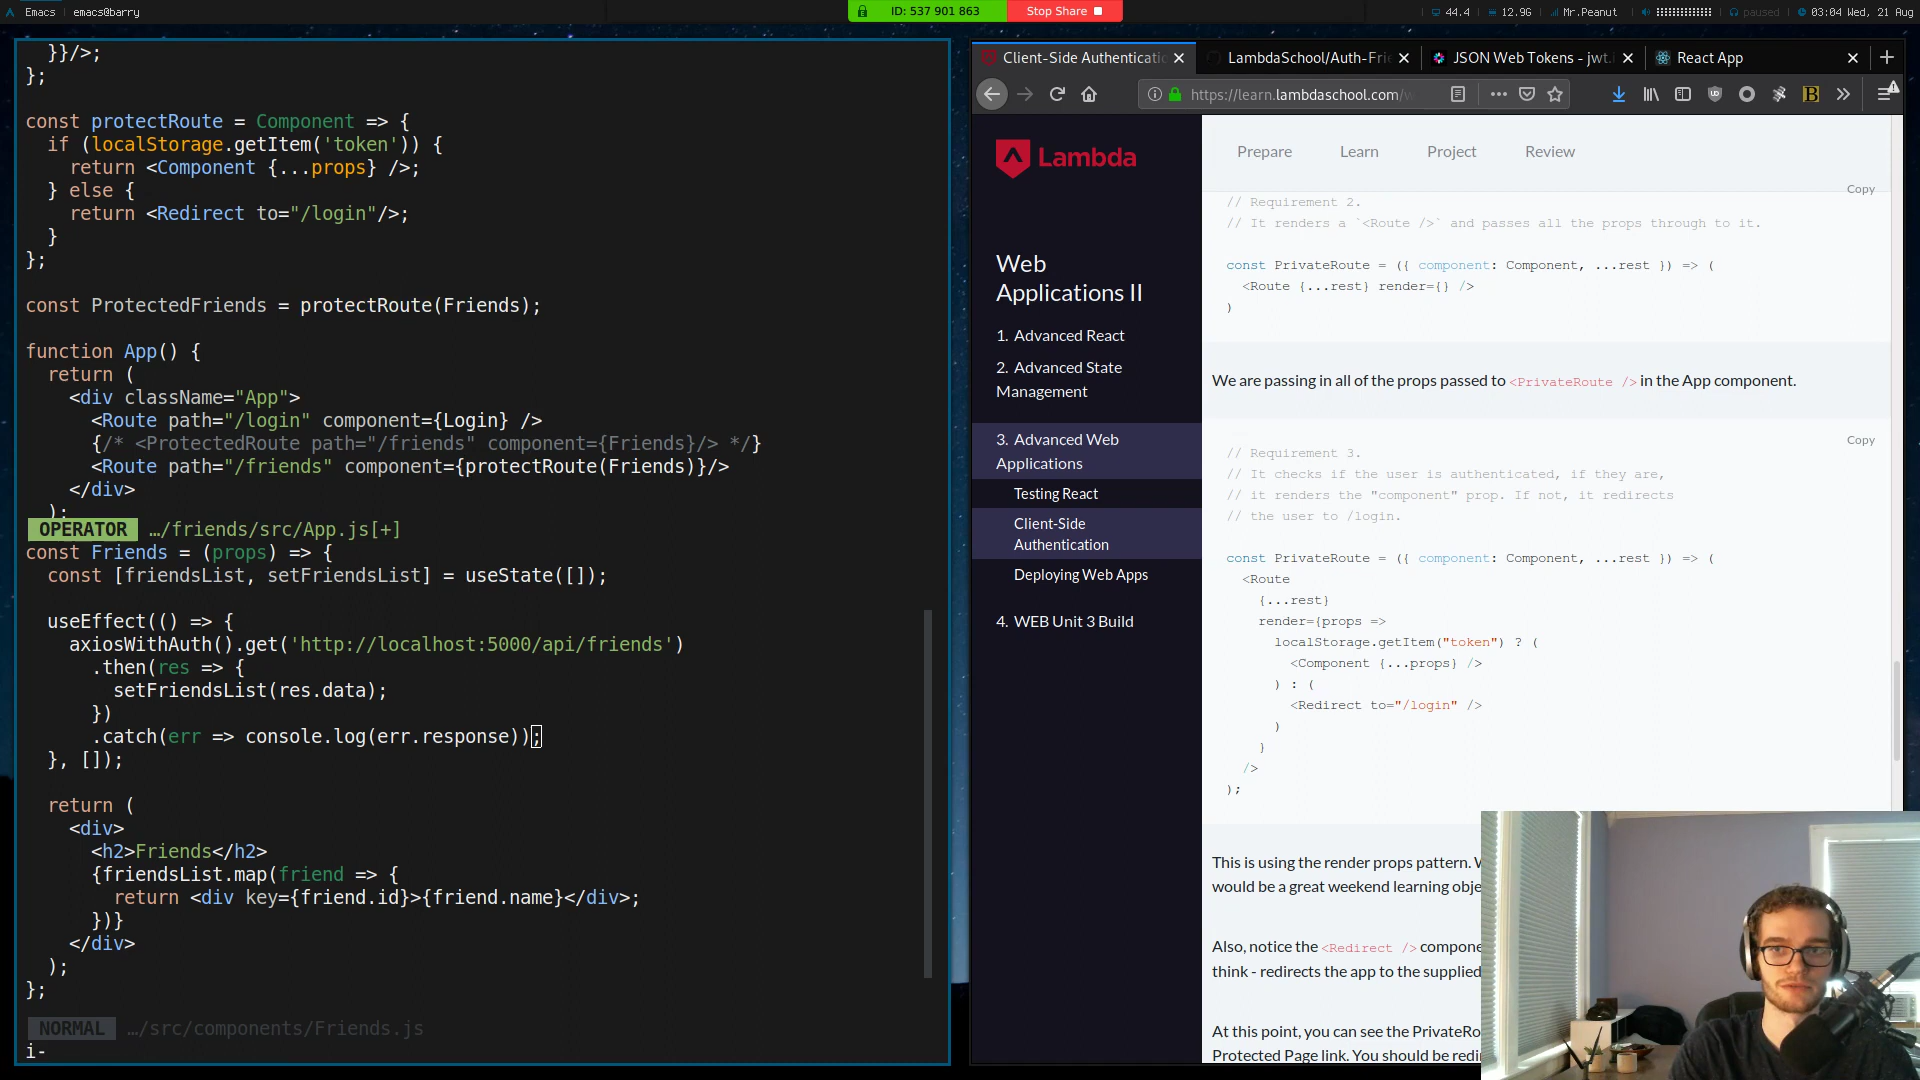 Emacs
emacs@barry
ID: 537 901 863
Stop Share
44.4
12.9G
Mr.Peanut
paused
03:04 Wed, 21 Aug
}}/>;
};
const protectRoute = Component => {
if (localStorage.getItem('token')) {
return <Component {...props} />;
} else {
return <Redirect to="/login"/>;
}
};
const ProtectedFriends = protectRoute(Friends);
function App() {
return (
<div className="App">
<Route path="/login" component={Login} />
{/* <ProtectedRoute path="/friends" component={Friends}/> */}
<Route path="/friends" component={protectRoute(Friends)}/>
</div>
);
OPERATOR …/friends/src/App.js[+]
const Friends = (props) => {
const [friendsList, setFriendsList] = useState([]);
useEffect(() => {
axiosWithAuth().get('http://localhost:5000/api/friends')
.then(res => {
setFriendsList(res.data);
})
.catch(err => console.log(err.response));
}, []);
return (
<div>
<h2>Friends</h2>
{friendsList.map(friend => {
return <div key={friend.id}>{friend.name}</div>;
})}
</div>
);
};
NORMAL …/src/components/Friends.js
i-
Client-Side Authenticatio
LambdaSchool/Auth-Frie
JSON Web Tokens - jwt.i
React App
https://learn.lambdaschool.com/w
Lambda
Web
Applications II
1. Advanced React
2. Advanced State
Management
3. Advanced Web
Applications
Testing React
Client-Side
Authentication
Deploying Web Apps
4. WEB Unit 3 Build
Prepare
Learn
Project
Review
Copy
// Requirement 2.
// It renders a `<Route />` and passes all the props through to it.
const PrivateRoute = ({ component: Component, ...rest }) => (
<Route {...rest} render={} />
)
We are passing in all of the props passed to <PrivateRoute /> in the App component.
Copy
// Requirement 3.
// It checks if the user is authenticated, if they are,
// it renders the "component" prop. If not, it redirects
// the user to /login.
const PrivateRoute = ({ component: Component, ...rest }) => (
<Route
{...rest}
render={props =>
localStorage.getItem("token") ? (
<Component {...props} />
) : (
<Redirect to="/login" />
)
}
/>
);
This is using the render props pattern. W
would be a great weekend learning obje
Also, notice the <Redirect /> compone
think - redirects the app to the supplied
At this point, you can see the PrivateRo
Protected Page link. You should be redi